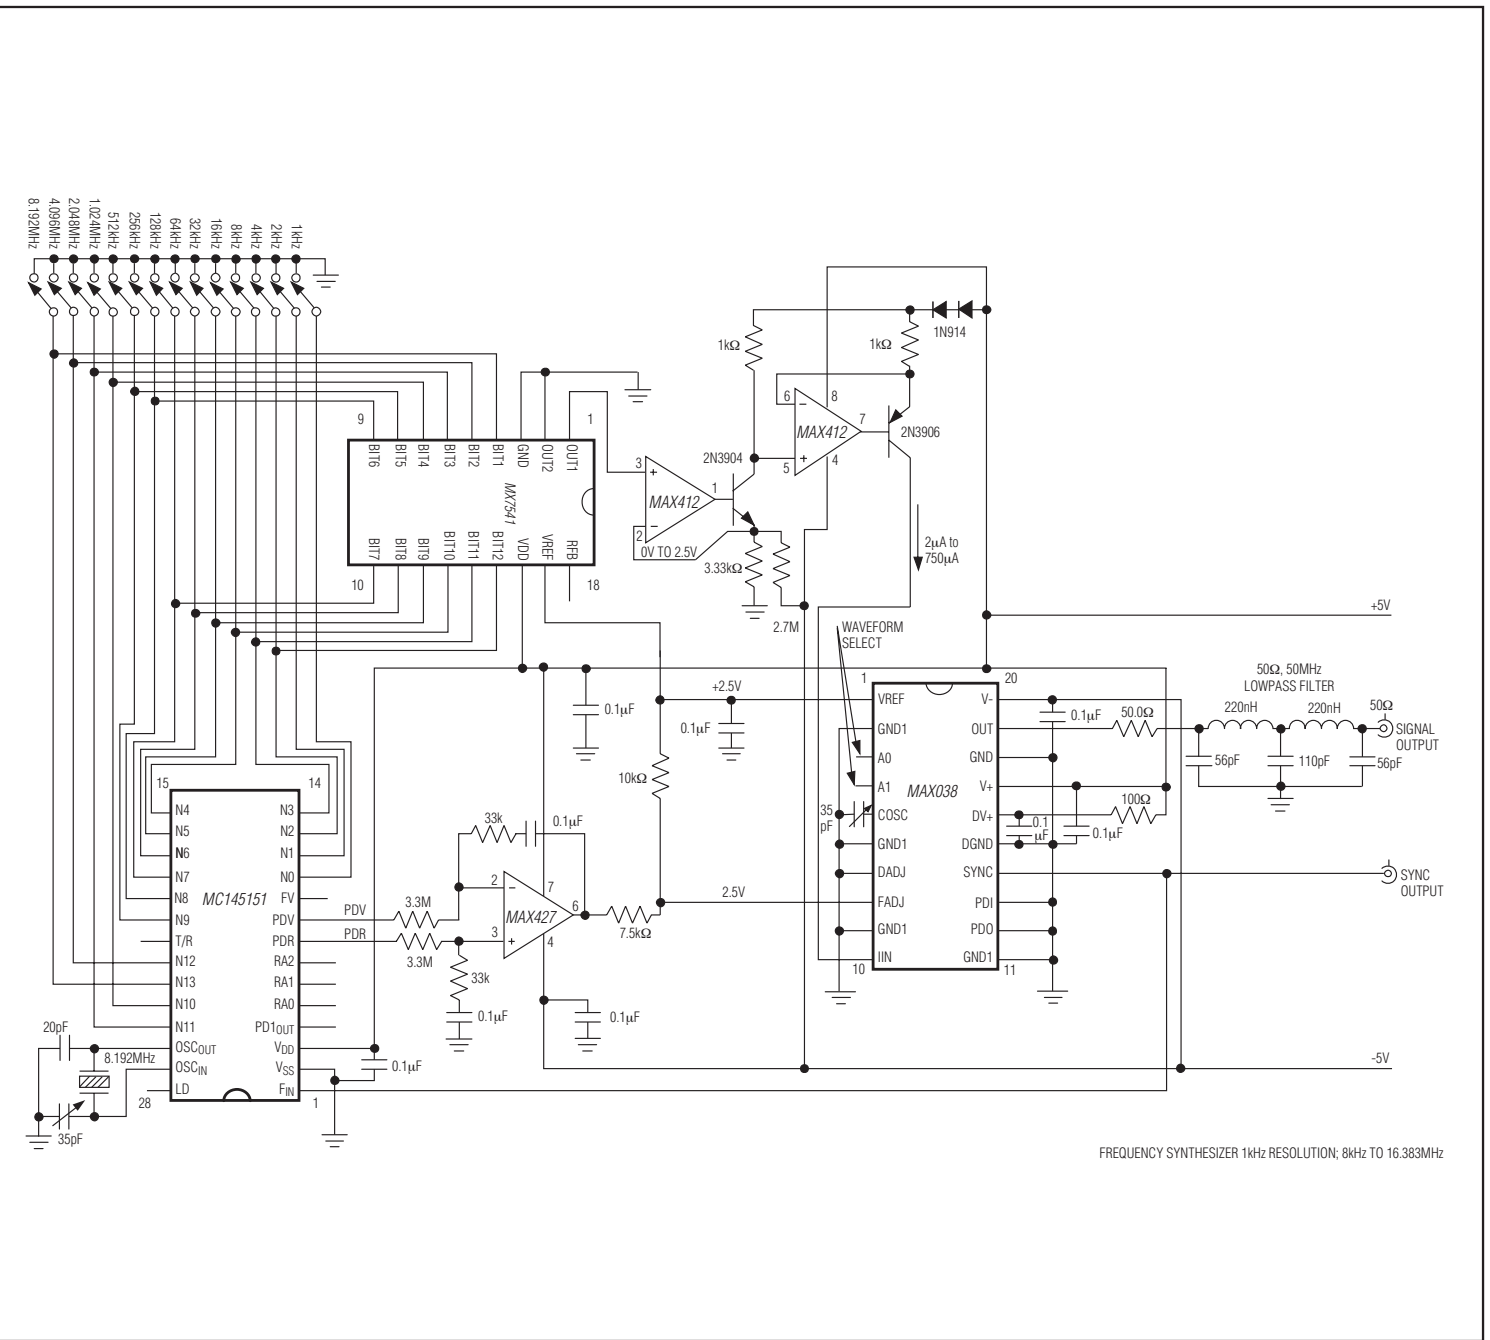 8.192MHz
4.096MHz
2.048MHz
1.024MHz
512kHz
256kHz
128kHz
64kHz
32kHz
16kHz
8kHz
4kHz
2kHz
1kHz
1kΩ
1kΩ
1N914
6
8
MAX412
7
2N3906
5
4
2N3904
9
1
BIT6
BIT5
BIT4
BIT3
BIT2
BIT1
GND
OUT2
OUT1
MX7541
BIT7
BIT8
BIT9
BIT10
BIT11
BIT12
VDD
VREF
RFB
10
18
3
MAX412
1
2
0V TO 2.5V
3.33kΩ
2.7M
2µA to
750µA
+5V
WAVEFORM
SELECT
+2.5V
0.1µF
0.1µF
10kΩ
1
20
VREF
GND1
A0
A1
COSC
GND1
DADJ
FADJ
GND1
IIN
MAX038
V-
OUT
GND
V+
DV+
DGND
SYNC
PDI
PDO
GND1
10
11
35
pF
0.1µF
50.0Ω
100Ω
0.1
µF
0.1µF
50Ω, 50MHz
LOWPASS FILTER
220nH
220nH
50Ω
SIGNAL
OUTPUT
56pF
110pF
56pF
SYNC
OUTPUT
15
14
N4
N5
N6
N7
N8
N9
T/R
N12
N13
N10
N11
OSCOUT
OSCIN
LD
MC145151
N3
N2
N1
N0
FV
PDV
PDR
RA2
RA1
RA0
PD1OUT
VDD
VSS
FIN
28
1
20pF
8.192MHz
35pF
0.1µF
PDV
PDR
3.3M
3.3M
33k
0.1µF
33k
0.1µF
2
3
MAX427
7
6
4
7.5kΩ
2.5V
0.1µF
-5V
FREQUENCY SYNTHESIZER 1kHz RESOLUTION; 8kHz TO 16.383MHz